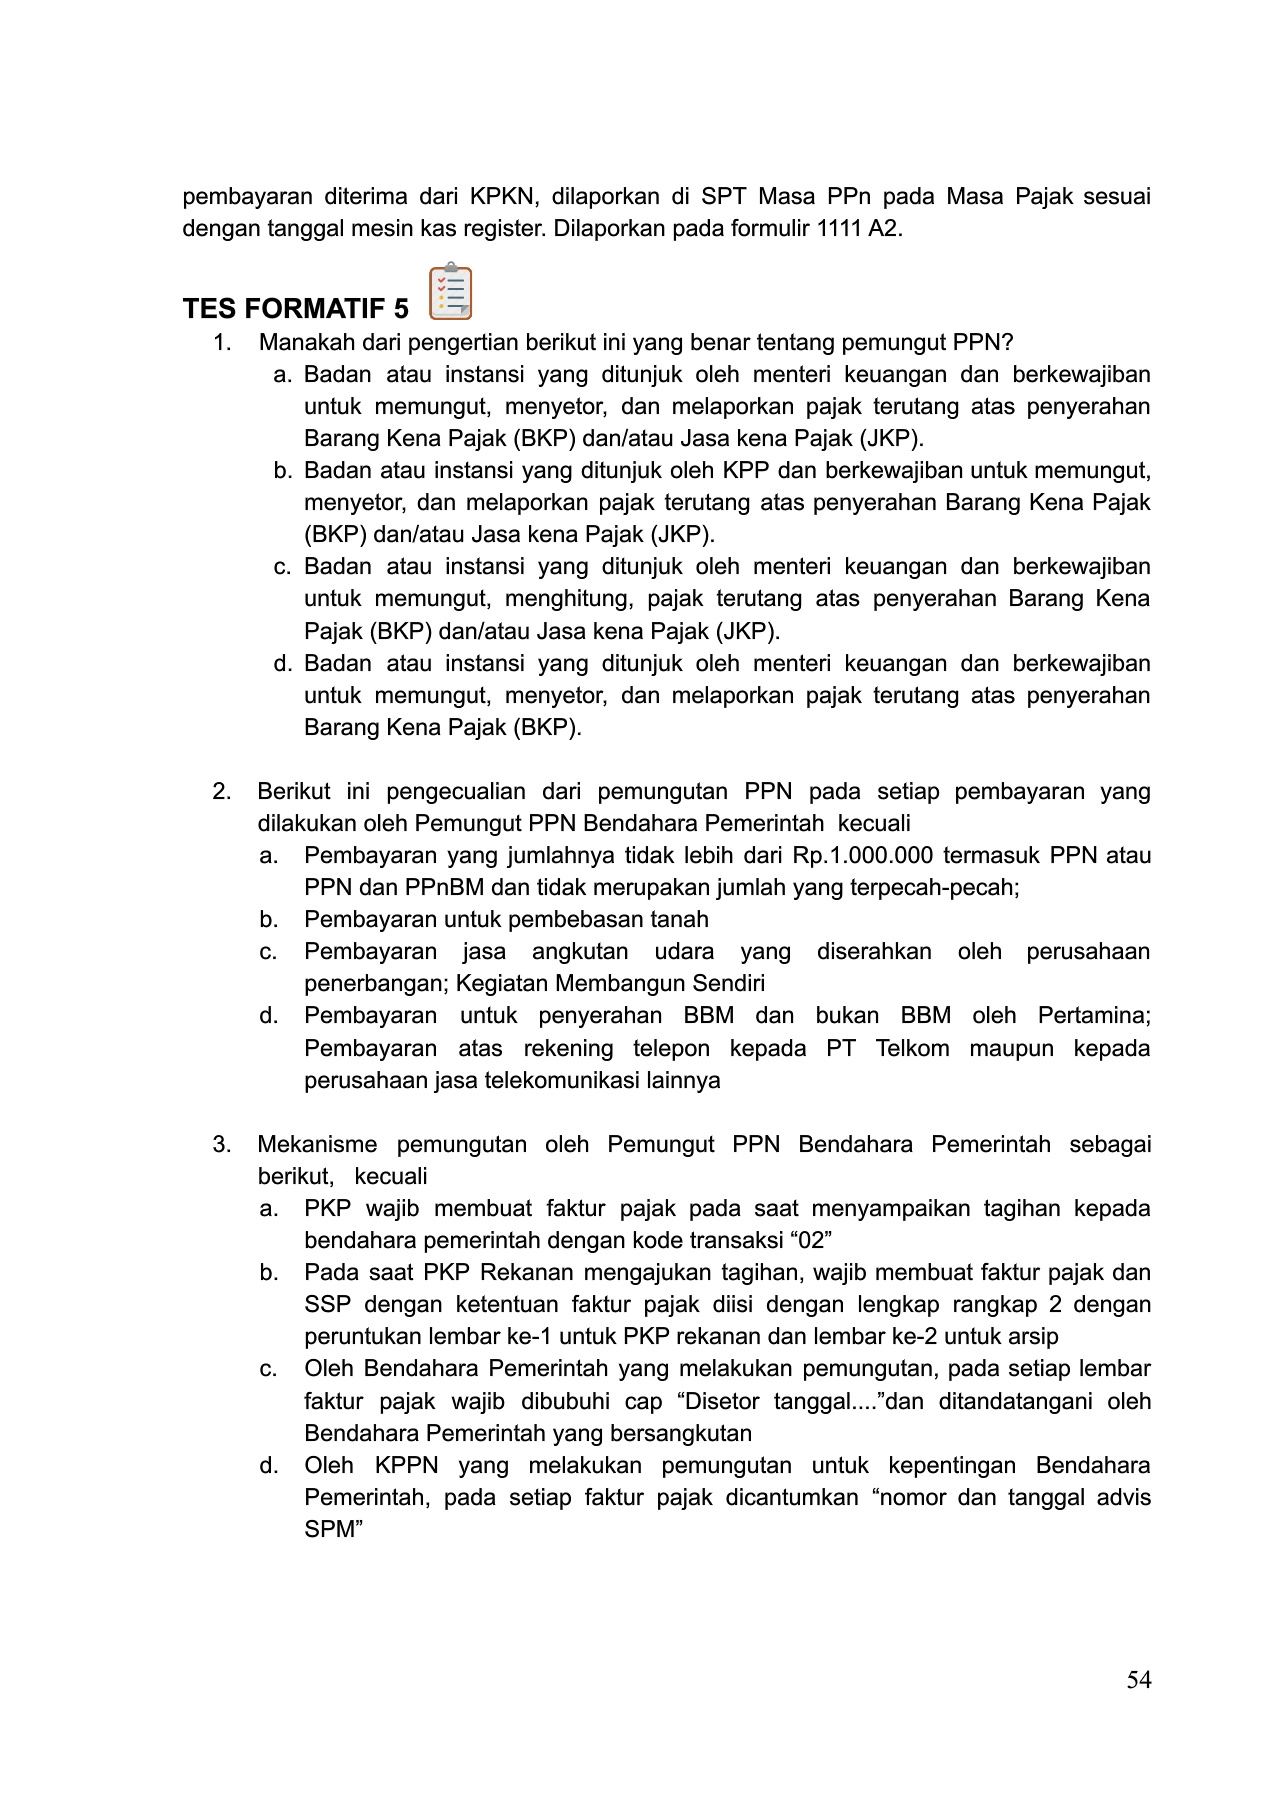 pembayaran diterima dari KPKN, dilaporkan di SPT Masa PPn pada Masa Pajak sesuai
dengan tanggal mesin kas register. Dilaporkan pada formulir 1111 A2.
TES FORMATIF 5
1. Manakah dari pengertian berikut ini yang benar tentang pemungut PPN?
a. Badan atau instansi yang ditunjuk oleh menteri keuangan dan berkewajiban
untuk memungut, menyetor, dan melaporkan pajak terutang atas penyerahan
Barang Kena Pajak (BKP) dan/atau Jasa kena Pajak (JKP).
b. Badan atau instansi yang ditunjuk oleh KPP dan berkewajiban untuk memungut,
menyetor, dan melaporkan pajak terutang atas penyerahan Barang Kena Pajak
(BKP) dan/atau Jasa kena Pajak (JKP).
c. Badan atau instansi yang ditunjuk oleh menteri keuangan dan berkewajiban
untuk memungut, menghitung, pajak terutang atas penyerahan Barang Kena
Pajak (BKP) dan/atau Jasa kena Pajak (JKP).
d. Badan atau instansi yang ditunjuk oleh menteri keuangan dan berkewajiban
untuk memungut, menyetor, dan melaporkan pajak terutang atas penyerahan
Barang Kena Pajak (BKP).
2. Berikut ini pengecualian dari pemungutan PPN pada setiap pembayaran yang
dilakukan oleh Pemungut PPN Bendahara Pemerintah kecuali
a. Pembayaran yang jumlahnya tidak lebih dari Rp.1.000.000 termasuk PPN atau
PPN dan PPnBM dan tidak merupakan jumlah yang terpecah-pecah;
b. Pembayaran untuk pembebasan tanah
c. Pembayaran jasa angkutan udara yang diserahkan oleh perusahaan
penerbangan; Kegiatan Membangun Sendiri
d. Pembayaran untuk penyerahan BBM dan bukan BBM oleh Pertamina;
Pembayaran atas rekening telepon kepada PT Telkom maupun kepada
perusahaan jasa telekomunikasi lainnya
3. Mekanisme pemungutan oleh Pemungut PPN Bendahara Pemerintah sebagai
berikut, kecuali
a. PKP wajib membuat faktur pajak pada saat menyampaikan tagihan kepada
bendahara pemerintah dengan kode transaksi “02”
b. Pada saat PKP Rekanan mengajukan tagihan, wajib membuat faktur pajak dan
SSP dengan ketentuan faktur pajak diisi dengan lengkap rangkap 2 dengan
peruntukan lembar ke-1 untuk PKP rekanan dan lembar ke-2 untuk arsip
c. Oleh Bendahara Pemerintah yang melakukan pemungutan, pada setiap lembar
faktur pajak wajib dibubuhi cap “Disetor tanggal....”dan ditandatangani oleh
Bendahara Pemerintah yang bersangkutan
d. Oleh KPPN yang melakukan pemungutan untuk kepentingan Bendahara
Pemerintah, pada setiap faktur pajak dicantumkan “nomor dan tanggal advis
SPM”
54